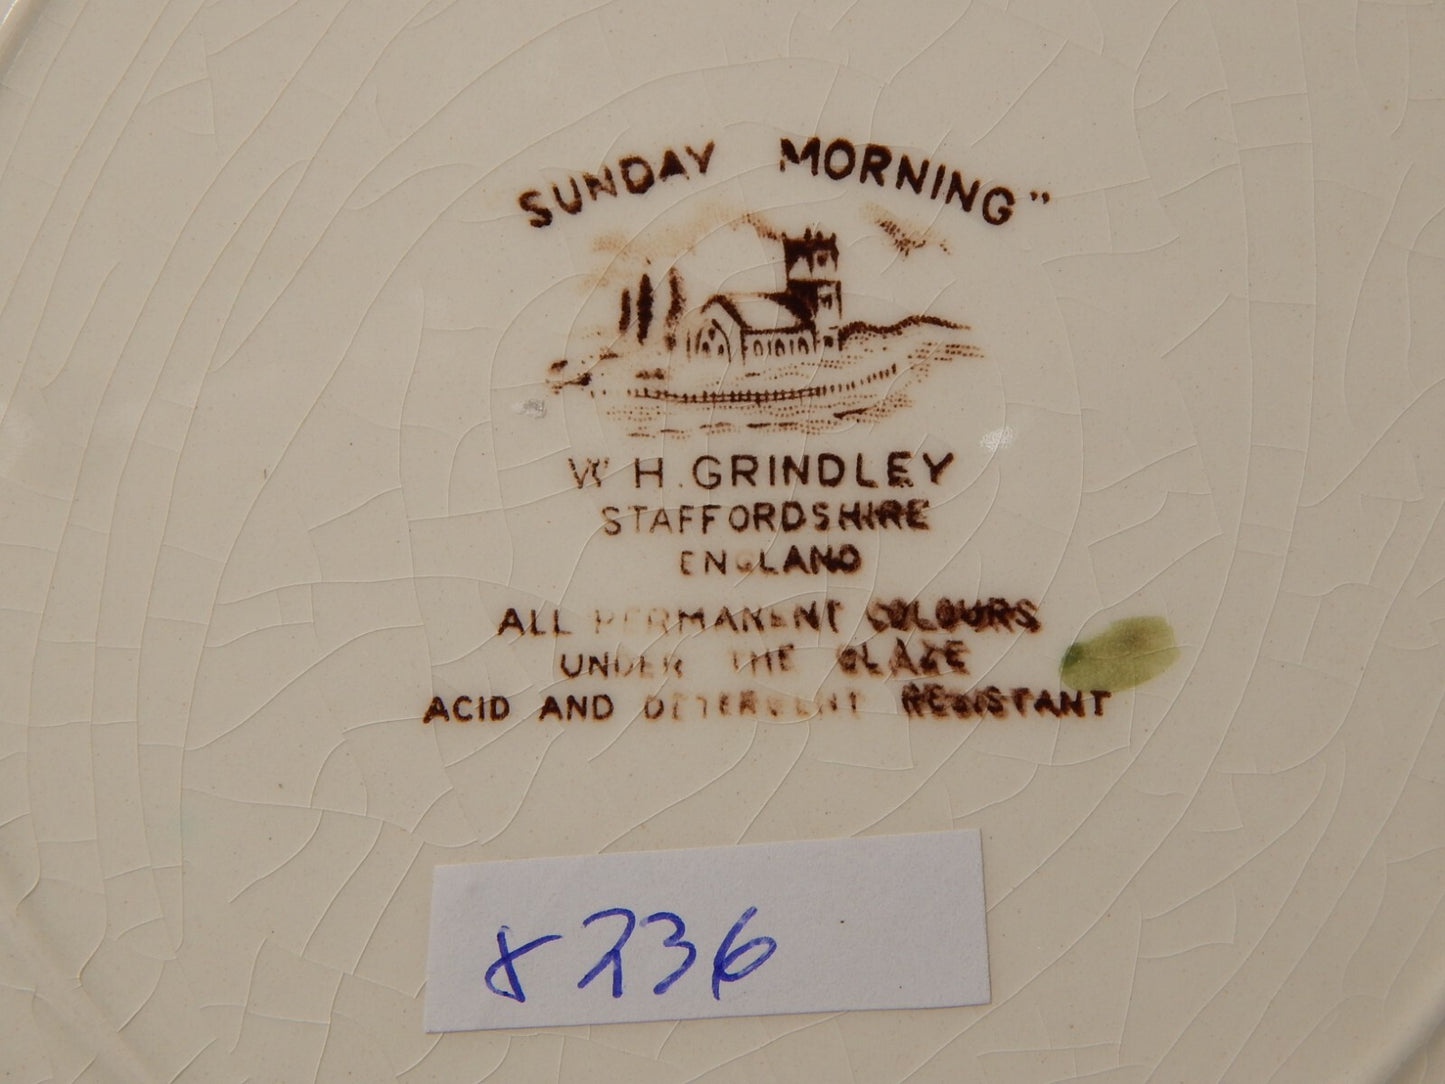 SUNDAY MORNING"
W H. GRINDLEY
STAFFORDSHIRE
ENGLAND
ALL PERMANENT COLOURS
UNDER THE GLAZE
ACID AND DETERGENT RESISTANT
8236